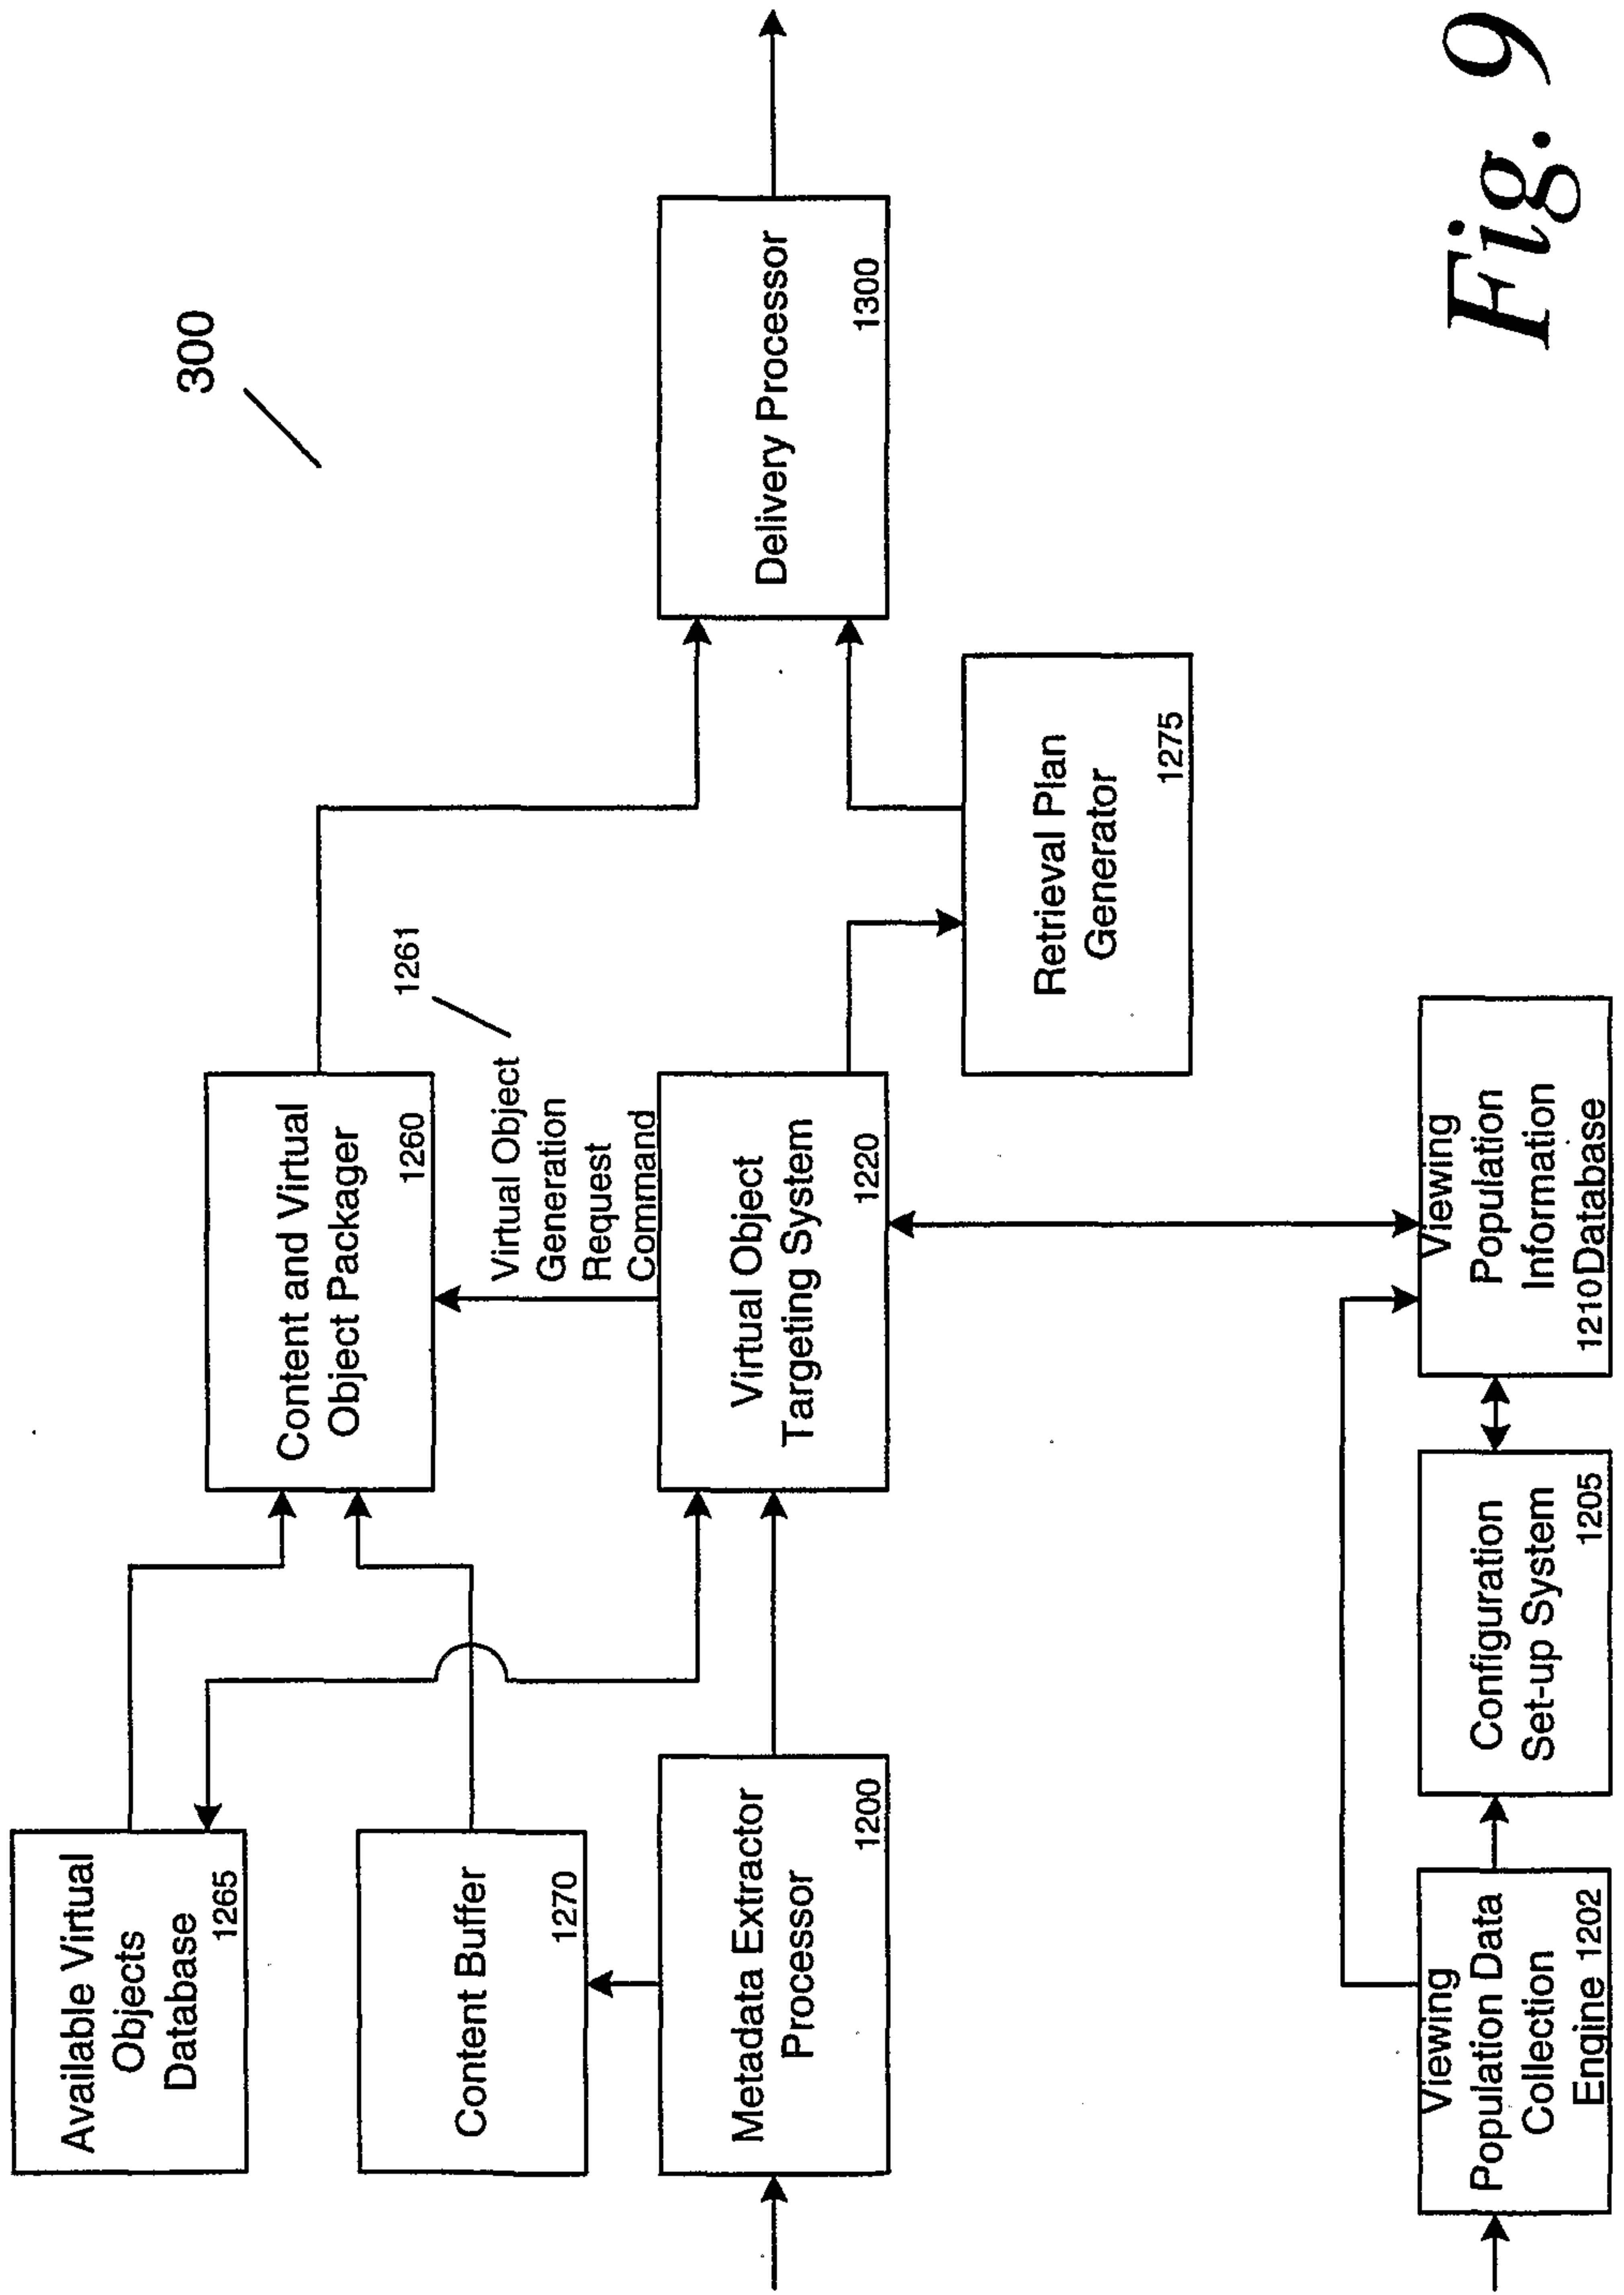 300
Available Virtual
Objects
Database
1265
Content and Virtual
Object Packager
1260
1261
Virtual Object
Generation
Request
Command
Content Buffer
1270
Metadata Extractor
Processor
1200
Virtual Object
Targeting System
1220
Delivery Processor
1300
Retrieval Plan
Generator
1275
Viewing
Population Data
Collection
Engine 1202
Configuration
Set-up System
1205
Viewing
Population
Information
1210Database
Fig. 9